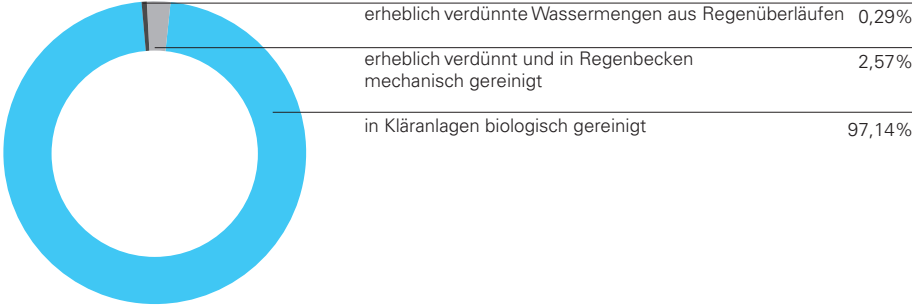 erheblich verdünnte Wassermengen aus Regenüberläufen 0,29%
erheblich verdünnt und in Regenbecken 2,57%
mechanisch gereinigt
in Kläranlagen biologisch gereinigt 97,14%